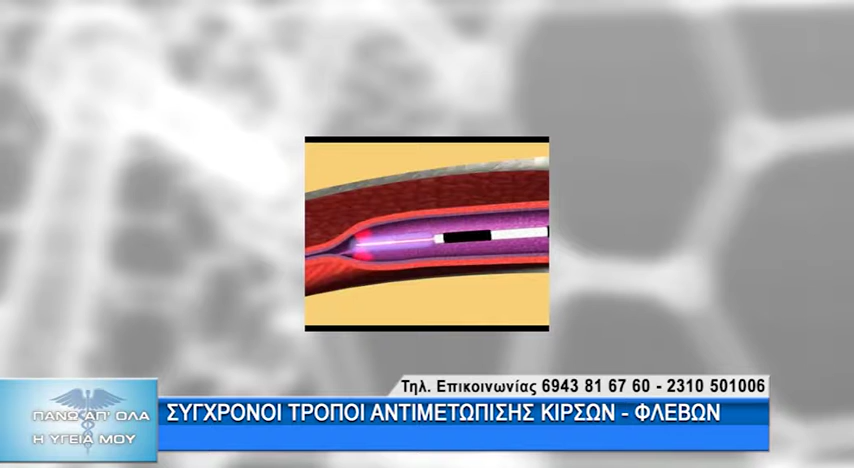 Τηλ. Επικοινωνίας 6943 81 67 60 - 2310 501006
ΣΥΓΧΡΟΝΟΙ ΤΡΟΠΟΙ ΑΝΤΙΜΕΤΩΠΙΣΗΣ ΚΙΡΣΩΝ - ΦΛΕΒΩΝ
ΠΑΝΩ ΑΠ' ΟΛΑ
Η ΥΓΕΙΑ ΜΟΥ